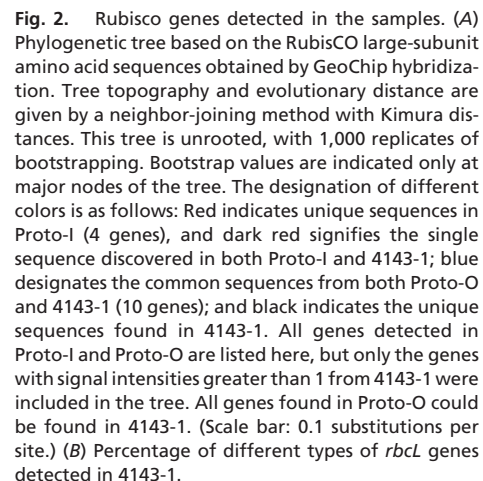 Fig. 2. Rubisco genes detected in the samples. (A)
Phylogenetic tree based on the RubisCO large-subunit
amino acid sequences obtained by GeoChip hybridiza-
tion. Tree topography and evolutionary distance are
given by a neighbor-joining method with Kimura dis-
tances. This tree is unrooted, with 1,000 replicates of
bootstrapping. Bootstrap values are indicated only at
major nodes of the tree. The designation of different
colors is as follows: Red indicates unique sequences in
Proto-I (4 genes), and dark red signifies the single
sequence discovered in both Proto-I and 4143-1; blue
designates the common sequences from both Proto-O
and 4143-1 (10 genes); and black indicates the unique
sequences found in 4143-1. All genes detected in
Proto-I and Proto-O are listed here, but only the genes
with signal intensities greater than 1 from 4143-1 were
included in the tree. All genes found in Proto-O could
be found in 4143-1. (Scale bar: 0.1 substitutions per
site.) (B) Percentage of different types of rbcL genes
detected in 4143-1.